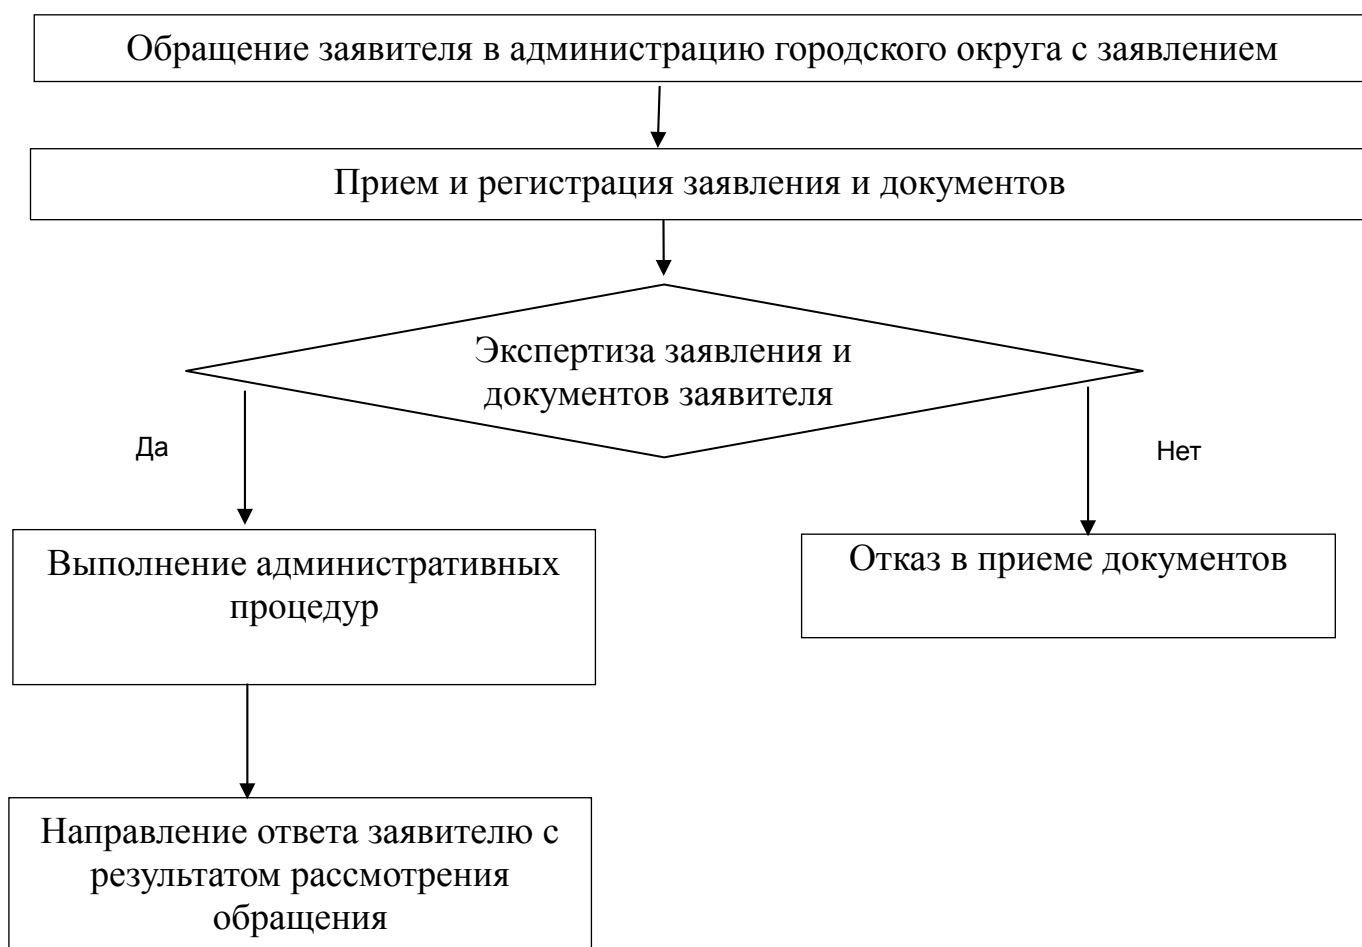 Обращение заявителя в администрацию городского округа с заявлением
Прием и регистрация заявления и документов
Экспертиза заявления и
документов заявителя
Да
Нет
Выполнение административных
процедур
Отказ в приеме документов
Направление ответа заявителю с
результатом рассмотрения
обращения